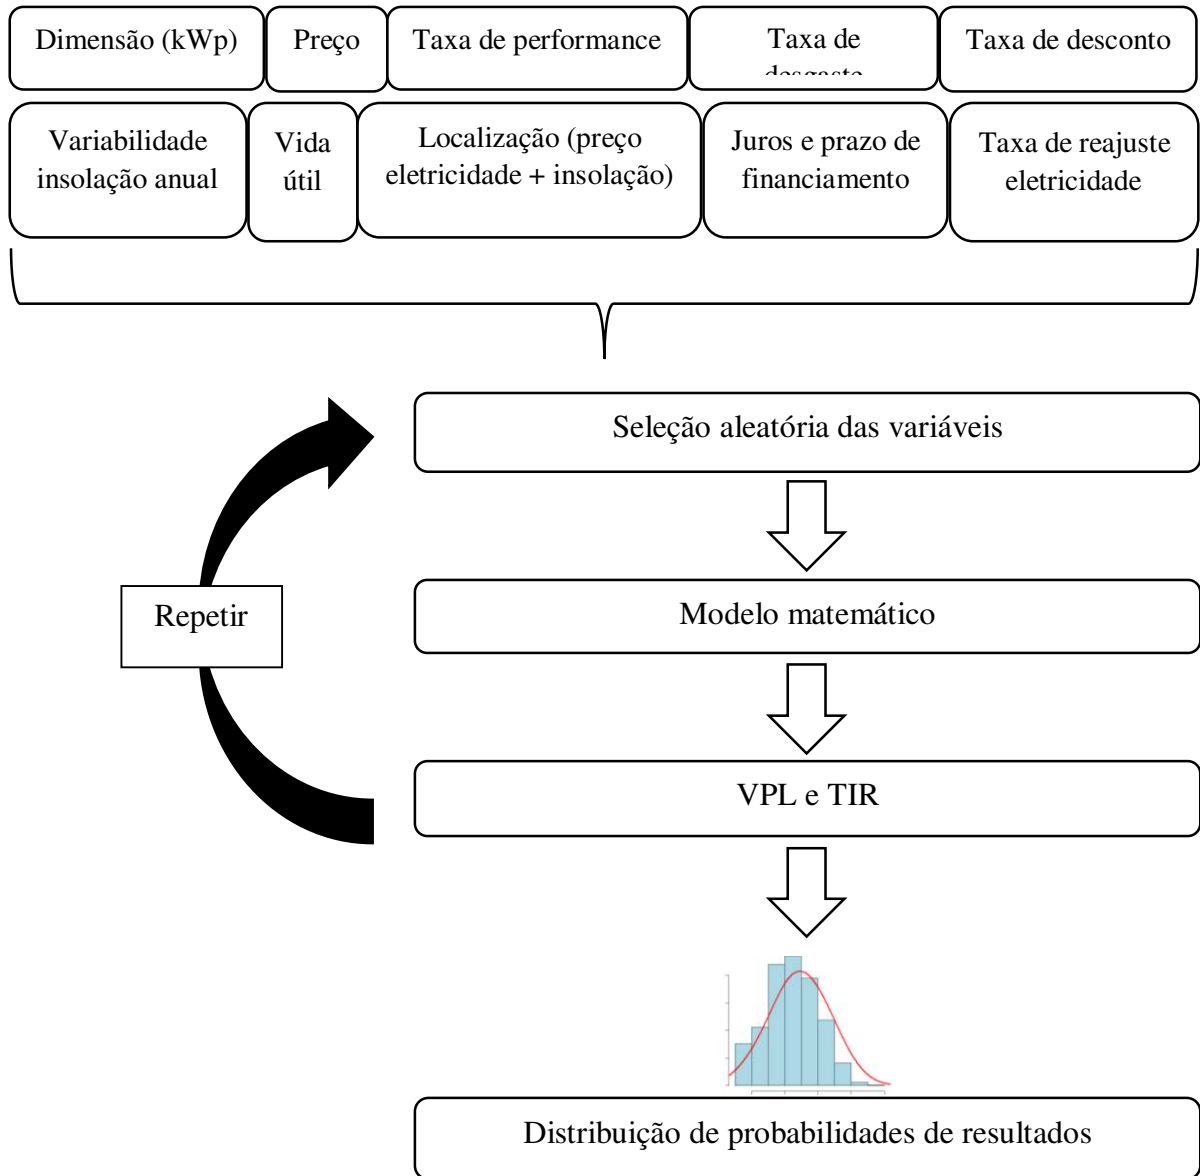 Dimensão (kWp)
Preço
Taxa de performance
Taxa de
desgaste
Taxa de desconto
Variabilidade
insolação anual
Vida
útil
Localização (preço
eletricidade + insolação)
Juros e prazo de
financiamento
Taxa de reajuste
eletricidade
Seleção aleatória das variáveis
Repetir
Modelo matemático
VPL e TIR
Distribuição de probabilidades de resultados